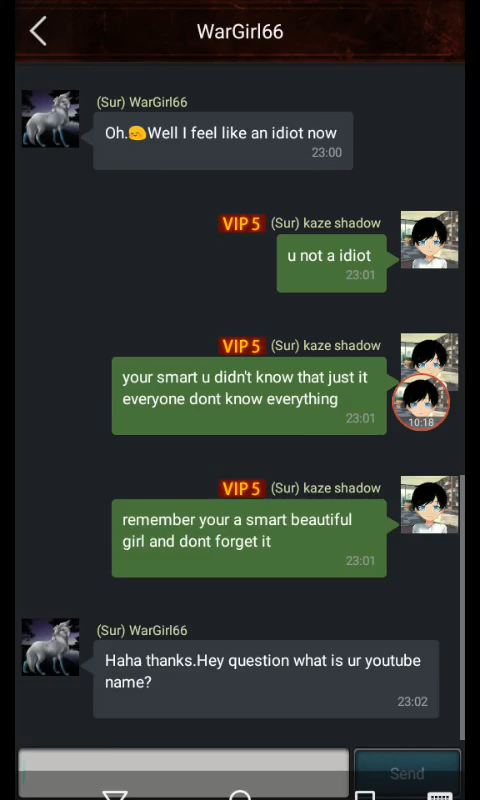 WarGirl66
(Sur) WarGirl66
Oh.😔Well I feel like an idiot now
23:00
VIP 5 (Sur) kaze shadow
u not a idiot
23:01
VIP 5 (Sur) kaze shadow
your smart u didn't know that just it
everyone dont know everything
23:01
10:18
VIP 5 (Sur) kaze shadow
remember your a smart beautiful
girl and dont forget it
23:01
(Sur) WarGirl66
Haha thanks.Hey question what is ur youtube
name?
23:02
Send